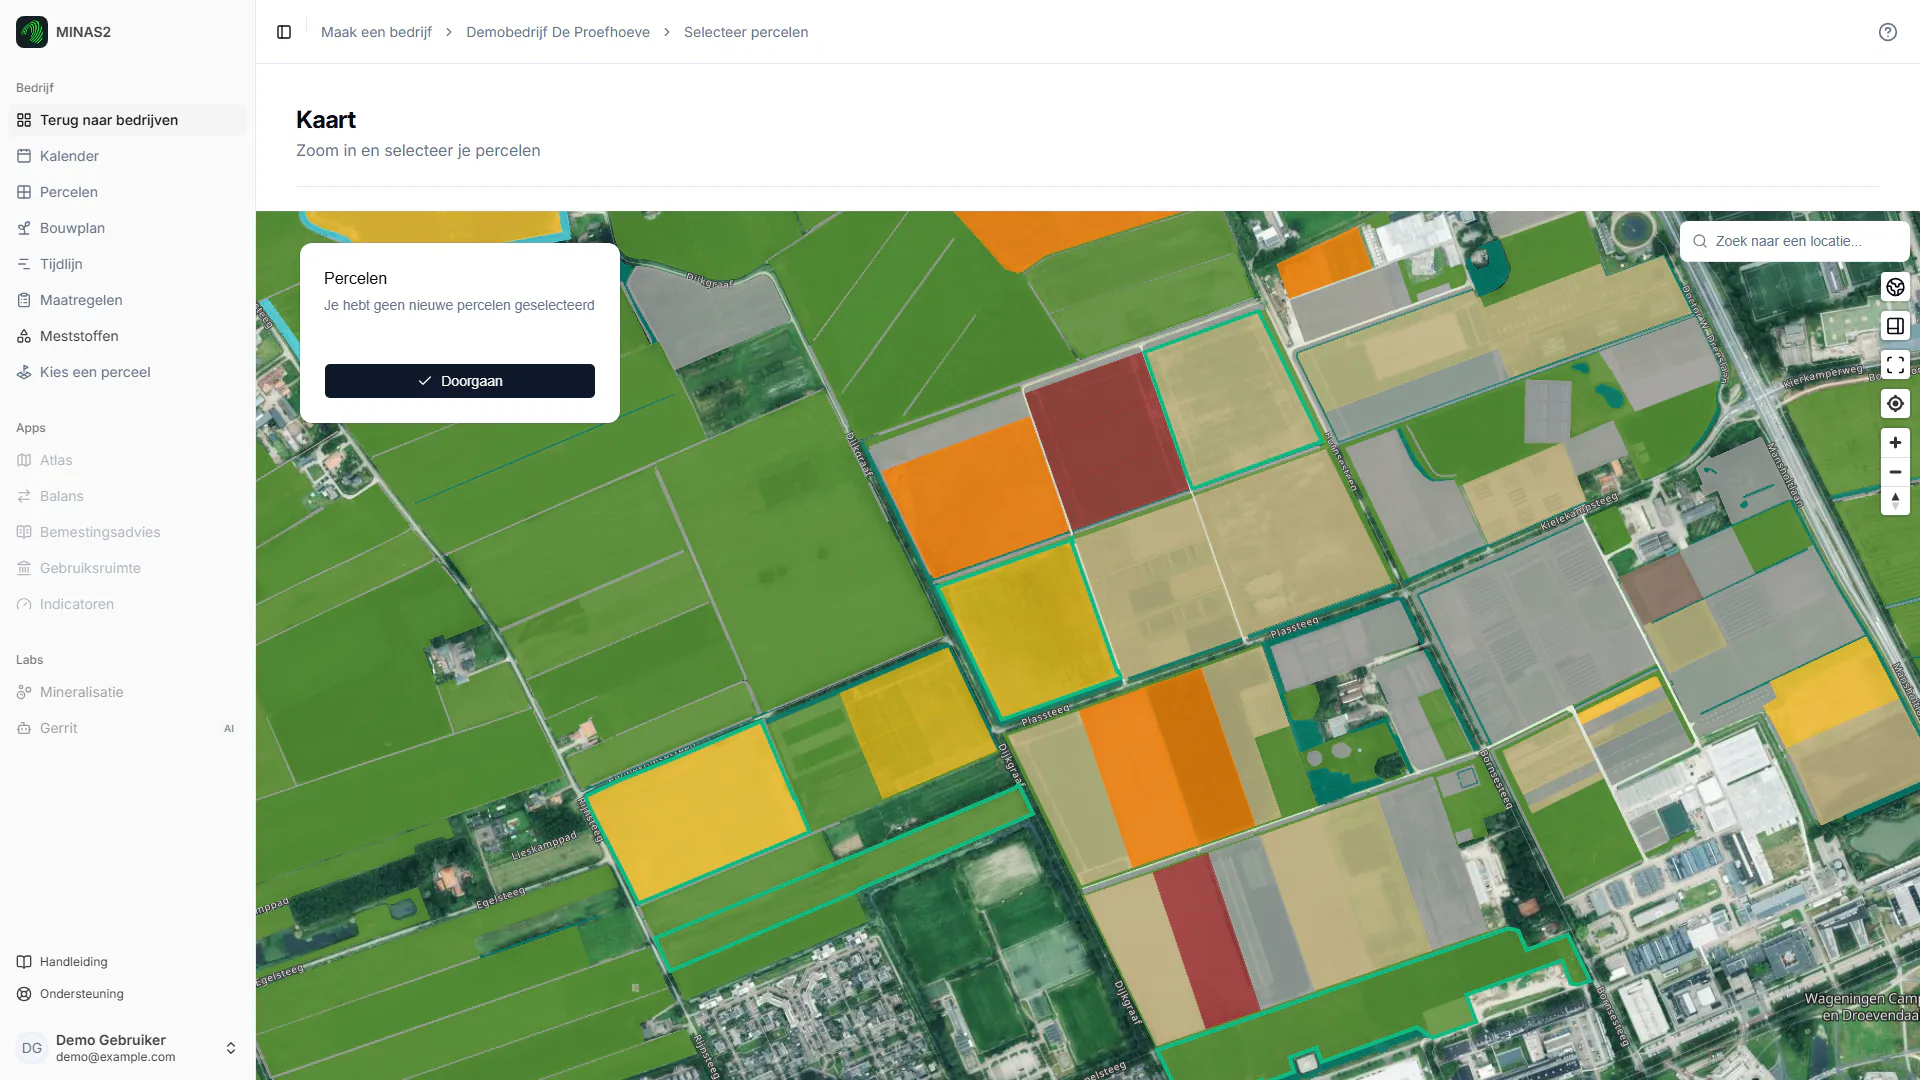 MINAS2
Maak een bedrijf
Demobedrijf De Proefhoeve
Selecteer percelen
Bedrijf
Terug naar bedrijven
Kalender
Percelen
Bouwplan
Tijdlijn
Maatregelen
Meststoffen
Kies een perceel
Apps
Atlas
Balans
Bemestingsadvies
Gebruiksruimte
Indicatoren
Labs
Mineralisatie
Gerrit
AI
Handleiding
Ondersteuning
DG
Demo Gebruiker
demo@example.com
Kaart
Zoom in en selecteer je percelen
Percelen
Je hebt geen nieuwe percelen geselecteerd
Doorgaan
Zoek naar een locatie...
Dijkgraaf
Dijkgraaf
Bornsesteeg
Kielekampsteeg
Kierkamperweg
Mansholtlaan
Plassteeg
Plassteeg
Dijkgraaf
Bornsesteeg
Rijnsteeg
Lieskamppad
Egelsteeg
Egelsteeg
Dijkgraaf
Bornsesteeg
Rijnsteeg
Wageningen Camp
en Droevendaa